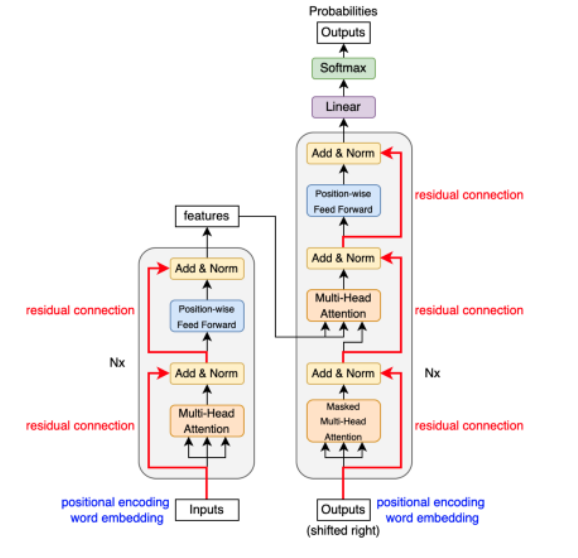 Probabilities
Outputs
Softmax
Linear
Add & Norm
Position-wise
Feed Forward
residual connection
features
Add & Norm
Add & Norm
residual connection
Position-wise
Feed Forward
Multi-Head
Attention
residual connection
Nx
Add & Norm
Add & Norm
Nx
residual connection
Multi-Head
Attention
Masked
Multi-Head
Attention
residual connection
positional encoding
word embedding
Inputs
Outputs
(shifted right)
positional encoding
word embedding